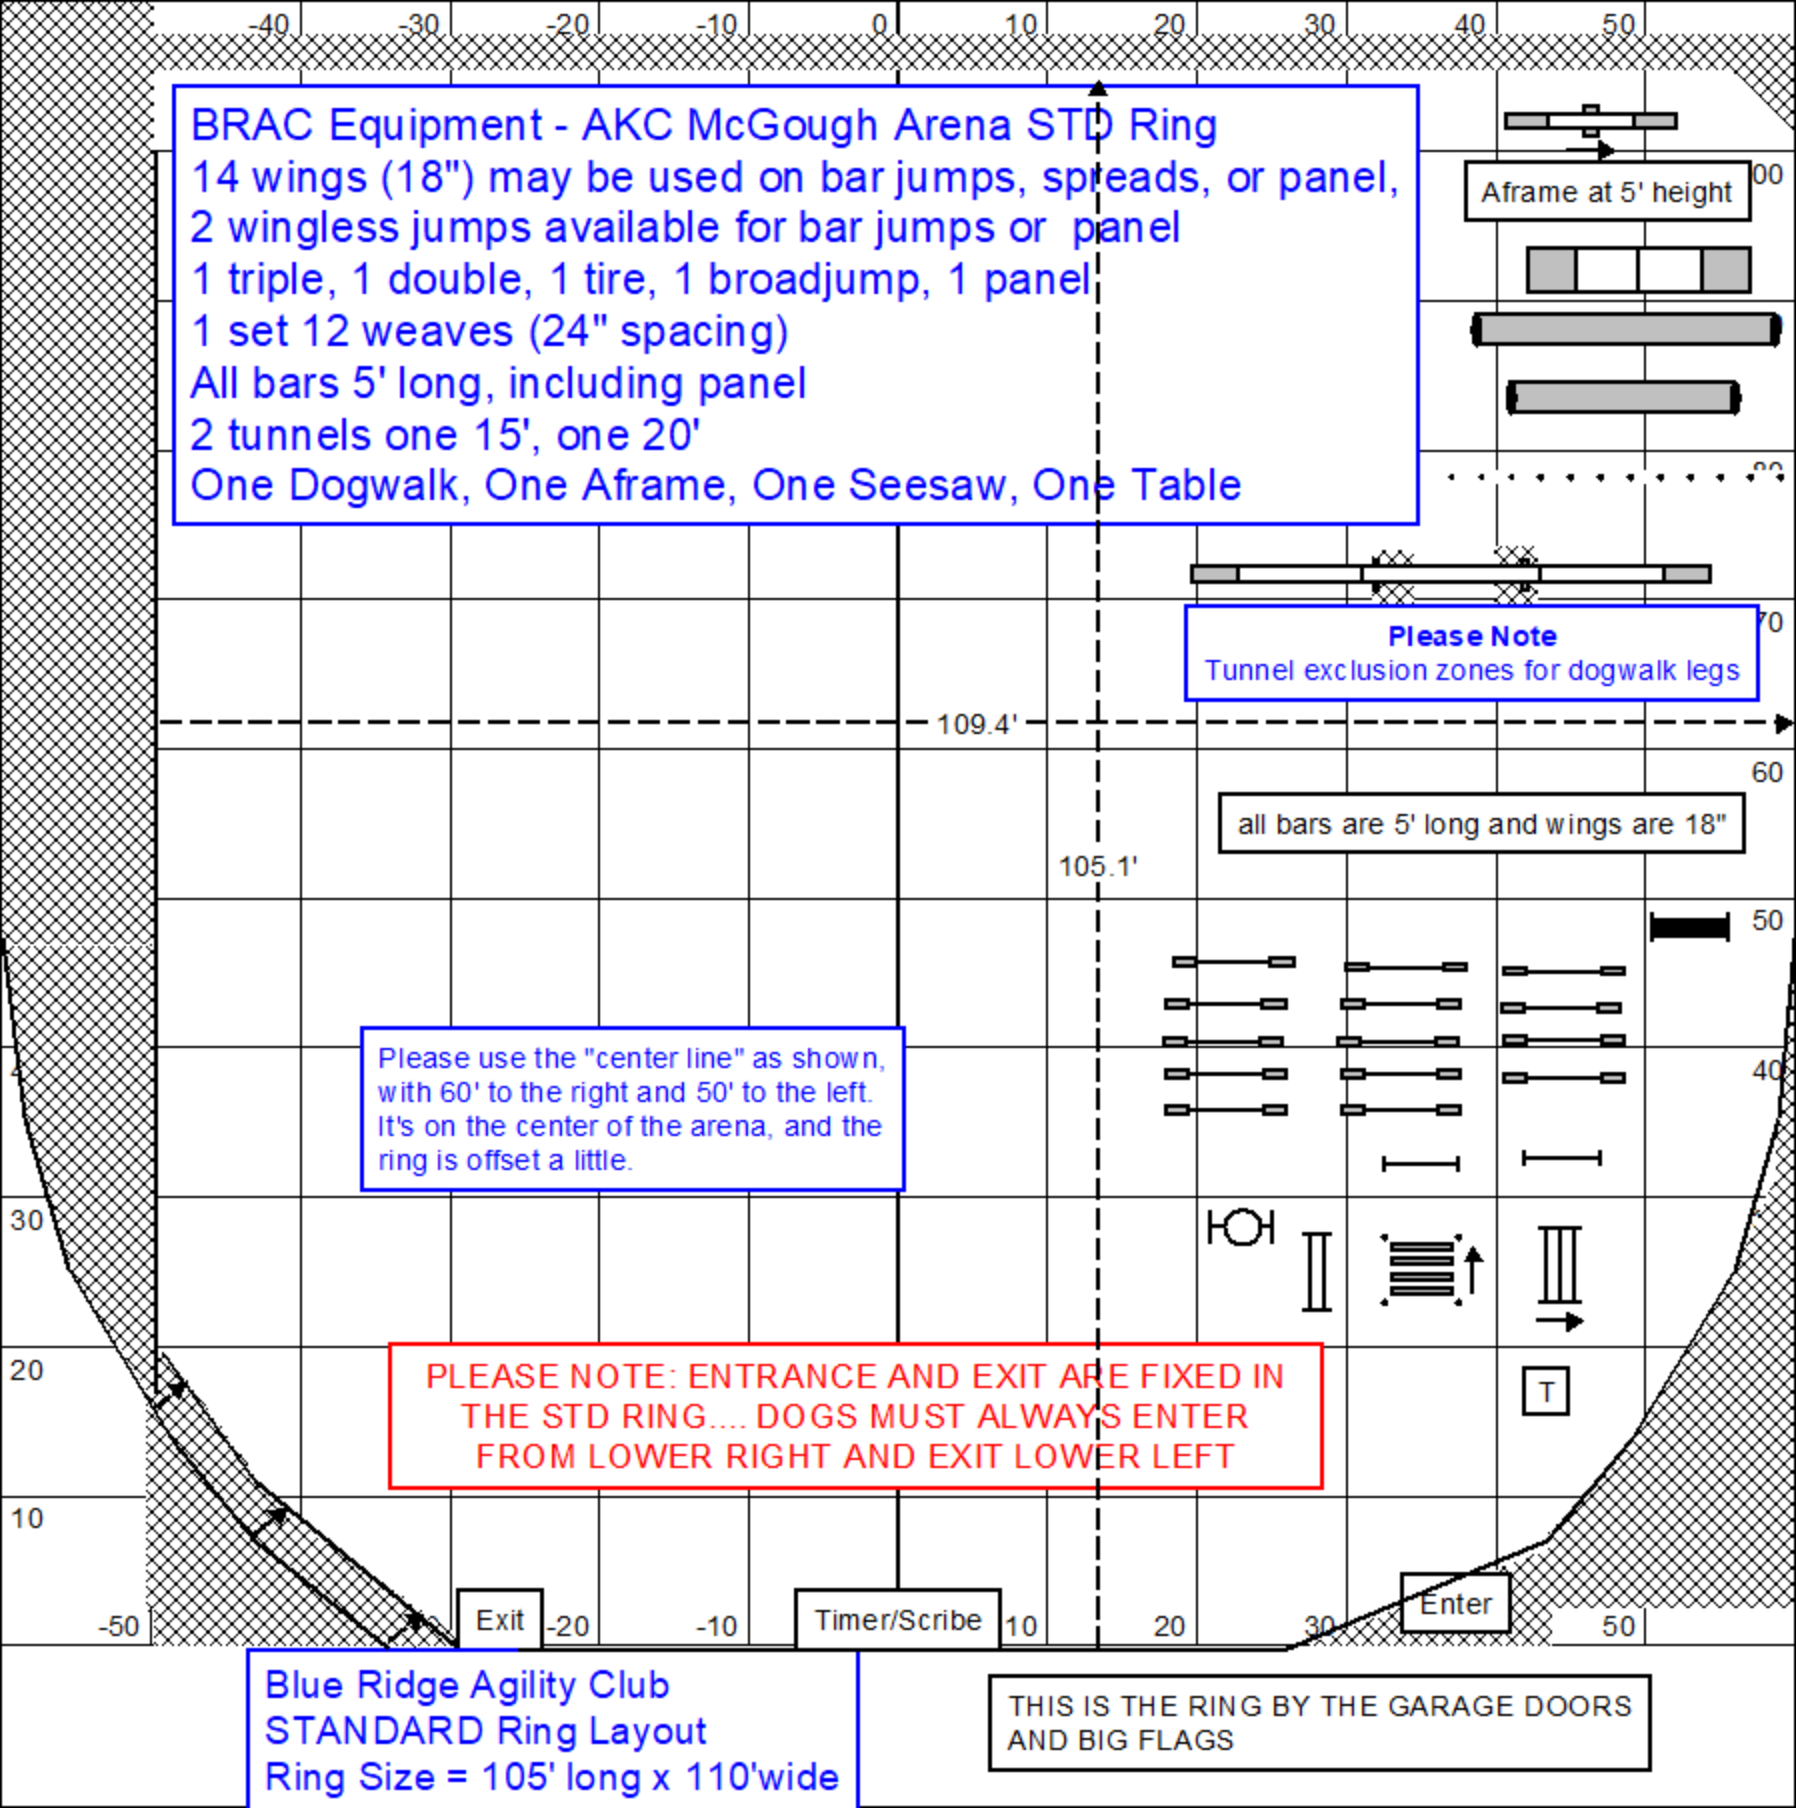 -40 -30 -20 -10 0 10 20 30 40 50
BRAC Equipment - AKC McGough Arena STD Ring
14 wings (18") may be used on bar jumps, spreads, or panel,
2 wingless jumps available for bar jumps or panel
1 triple, 1 double, 1 tire, 1 broadjump, 1 panel
1 set 12 weaves (24" spacing)
All bars 5' long, including panel
2 tunnels one 15', one 20'
One Dogwalk, One Aframe, One Seesaw, One Table
00
Aframe at 5' height
Please Note
Tunnel exclusion zones for dogwalk legs
70
109.4'
60
all bars are 5' long and wings are 18"
105.1'
50
Please use the "center line" as shown,
with 60' to the right and 50' to the left.
It's on the center of the arena, and the
ring is offset a little.
40
30
PLEASE NOTE: ENTRANCE AND EXIT ARE FIXED IN
THE STD RING.... DOGS MUST ALWAYS ENTER
FROM LOWER RIGHT AND EXIT LOWER LEFT
20
T
10
-50 Exit -20 -10 Timer/Scribe 10 20 30 Enter 50
Blue Ridge Agility Club
STANDARD Ring Layout
Ring Size = 105' long x 110'wide
THIS IS THE RING BY THE GARAGE DOORS
AND BIG FLAGS